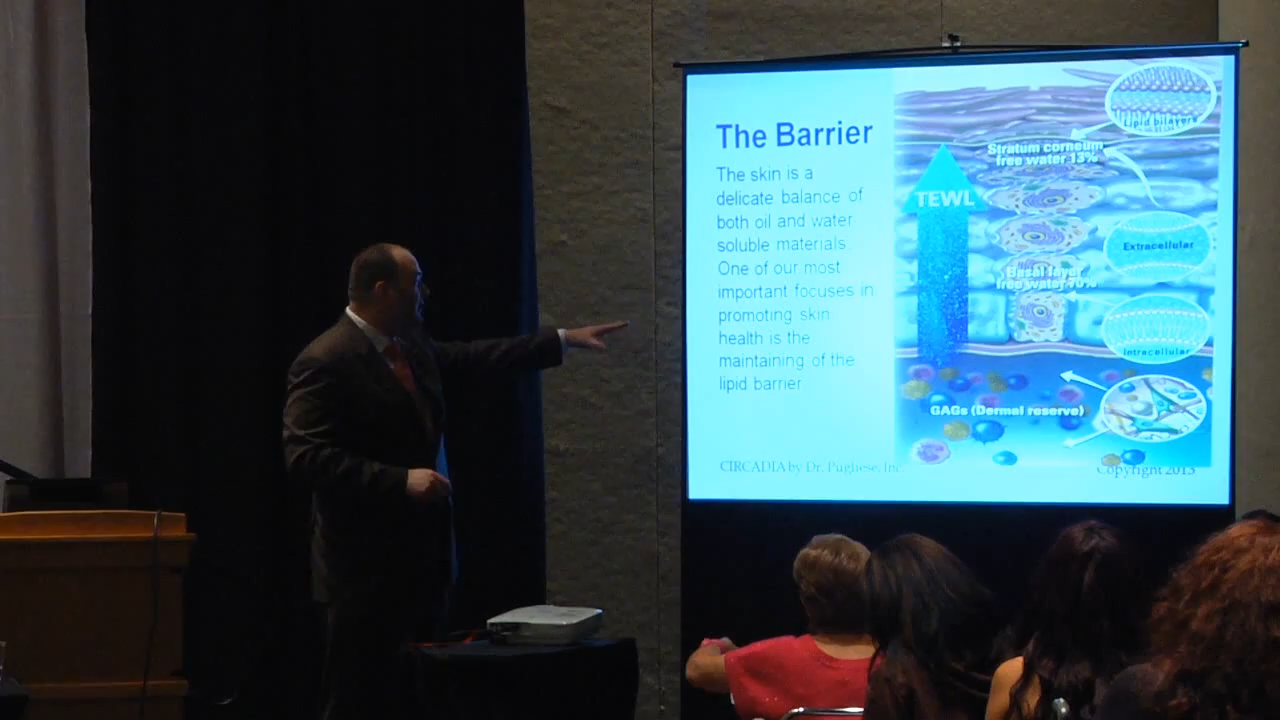 The Barrier
The skin is a
delicate balance of
both oil and water
soluble materials.
One of our most
important focuses in
promoting skin
health is the
maintaining of the
lipid barrier
Lipid bilayer
Stratum corneum
free water 13%
TEWL
Extracellular
Basal layer
free water 70%
Intracellular
GAGs (Dermal reserve)
CIRCADIA by Dr. Pugliese, Inc.
Copyright 2013